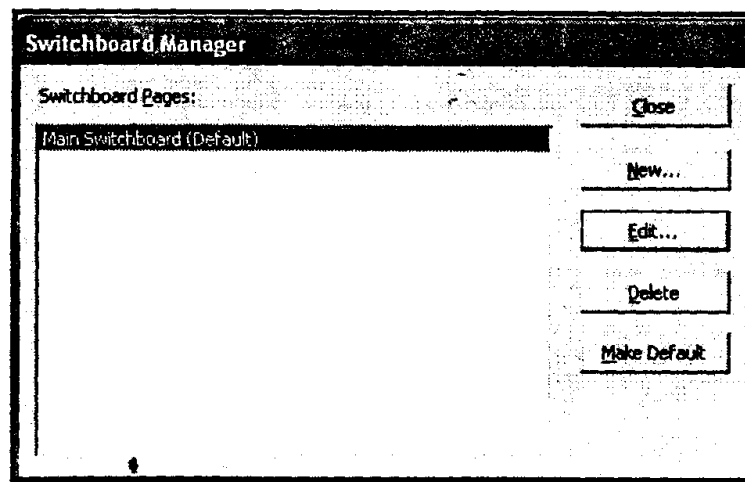 Switchboard Manager
Switchboard Pages:
Main Switchboard (Default)
Close
New...
Edit...
Delete
Make Default